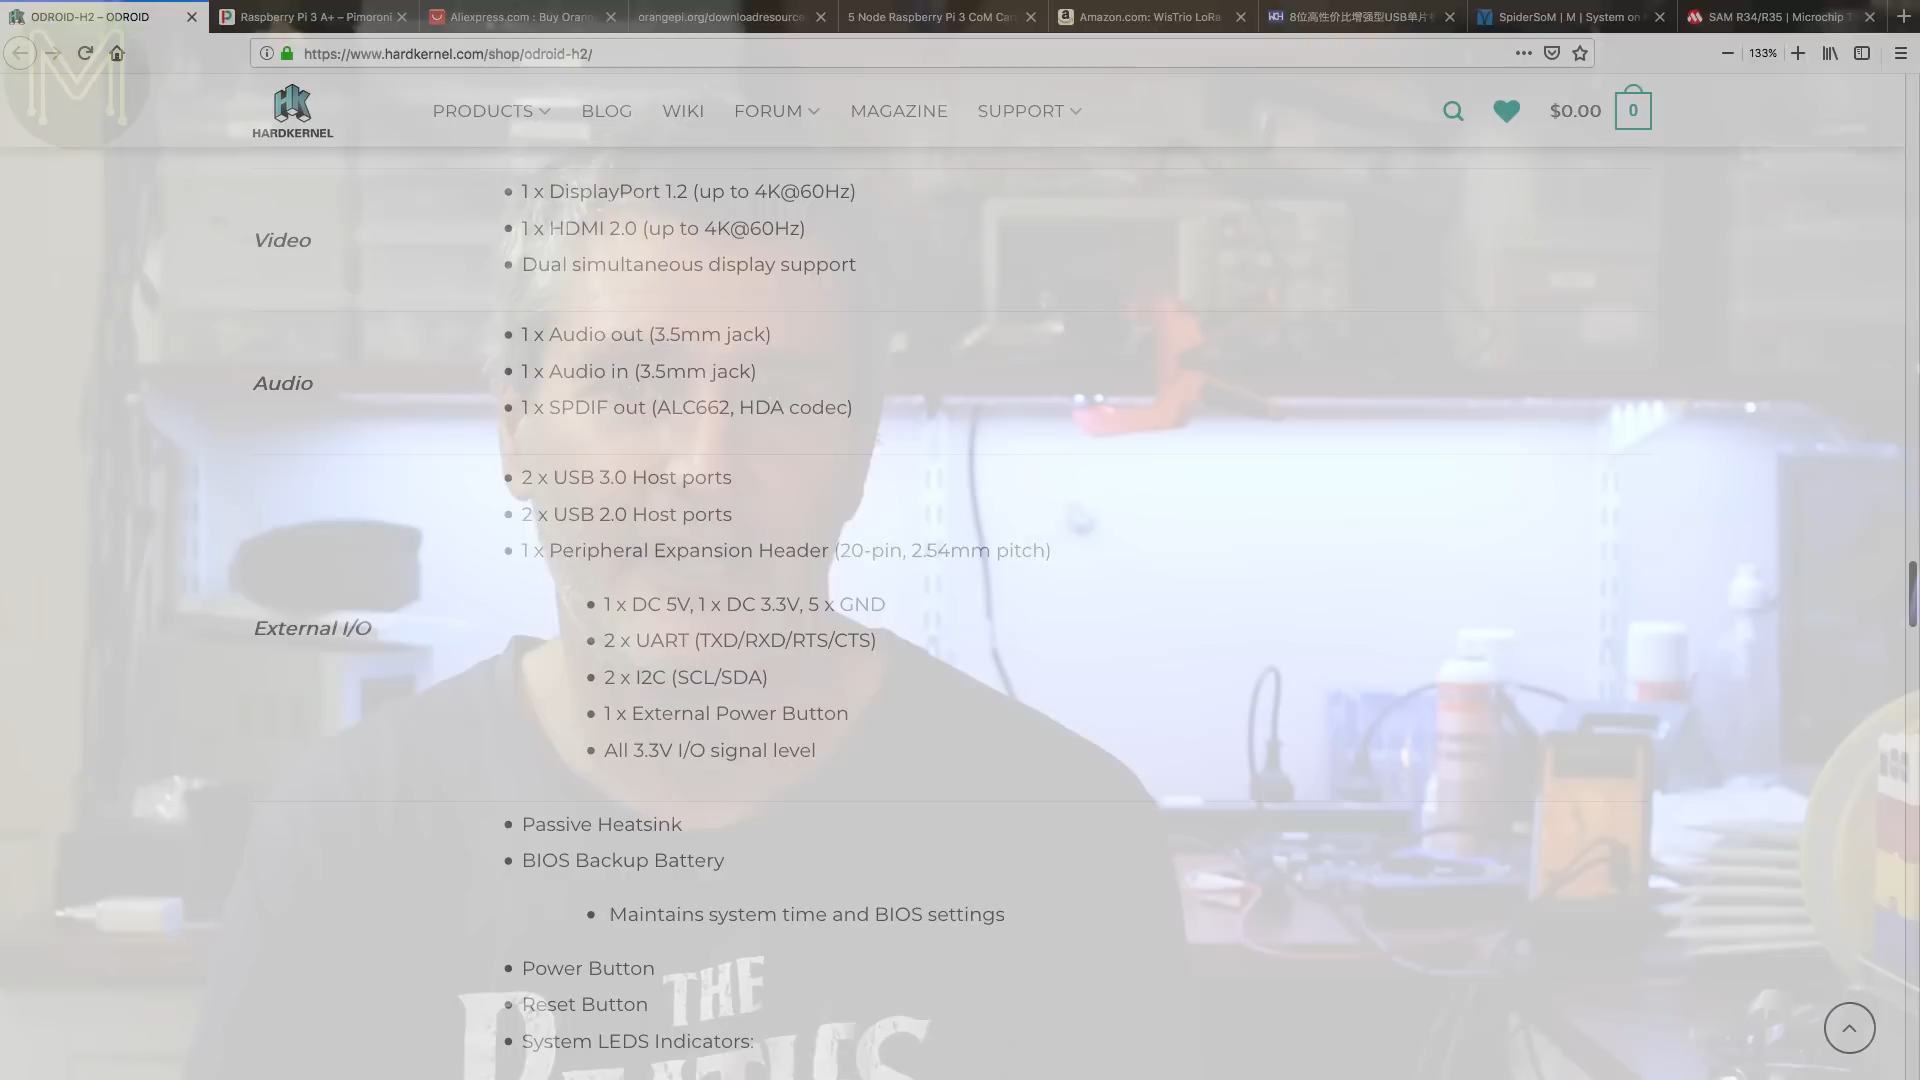 ODROID-H2 – ODROID
Raspberry Pi 3 A+ – Pimoroni
Aliexpress.com : Buy Oran
orangepi.org/downloadresource
5 Node Raspberry Pi 3 CoM Car
Amazon.com: WisTrio LoRa
8位高性价比增强型USB单片
SpiderSoM | M | System on
SAM R34/R35 | Microchip T
https://www.hardkernel.com/shop/odroid-h2/
133%
M
HARDKERNEL
PRODUCTS
BLOG
WIKI
FORUM
MAGAZINE
SUPPORT
$0.00
0
Video
• 1 x DisplayPort 1.2 (up to 4K@60Hz)
• 1 x HDMI 2.0 (up to 4K@60Hz)
• Dual simultaneous display support
Audio
• 1 x Audio out (3.5mm jack)
• 1 x Audio in (3.5mm jack)
• 1 x SPDIF out (ALC662, HDA codec)
External I/O
• 2 x USB 3.0 Host ports
• 2 x USB 2.0 Host ports
• 1 x Peripheral Expansion Header (20-pin, 2.54mm pitch)
• 1 x DC 5V, 1 x DC 3.3V, 5 x GND
• 2 x UART (TXD/RXD/RTS/CTS)
• 2 x I2C (SCL/SDA)
• 1 x External Power Button
• All 3.3V I/O signal level
• Passive Heatsink
• BIOS Backup Battery
• Maintains system time and BIOS settings
• Power Button
• Reset Button
• System LEDS Indicators:
THE